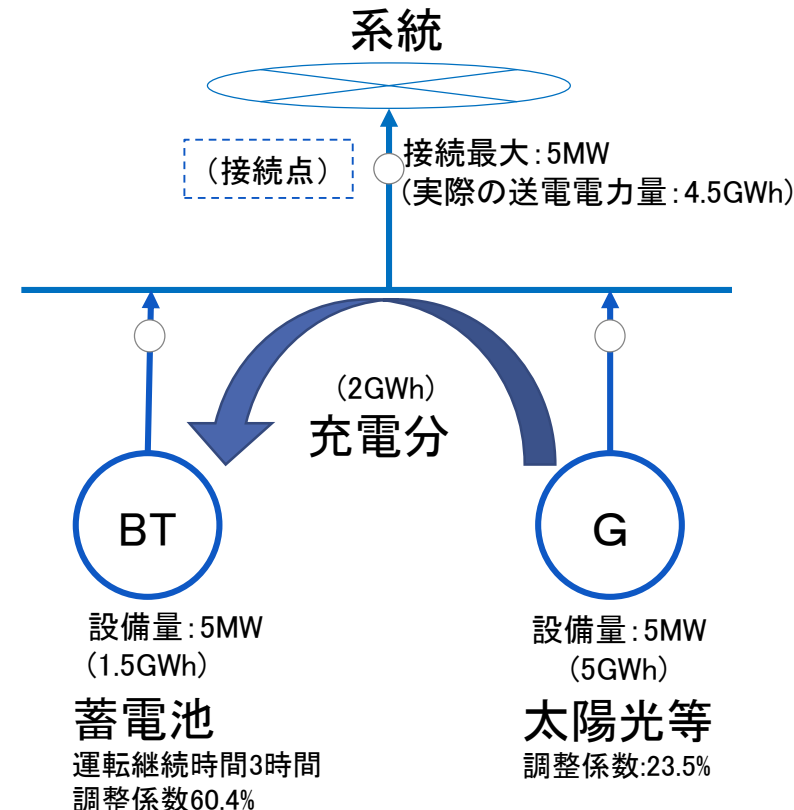 系統
（接続点）
接続最大：5MW
（実際の送電電力量：4.5GWh）
（2GWh）
充電分
BT
G
設備量：5MW
（1.5GWh）
蓄電池
運転継続時間3時間
調整係数60.4%
設備量：5MW
（5GWh）
太陽光等
調整係数:23.5%